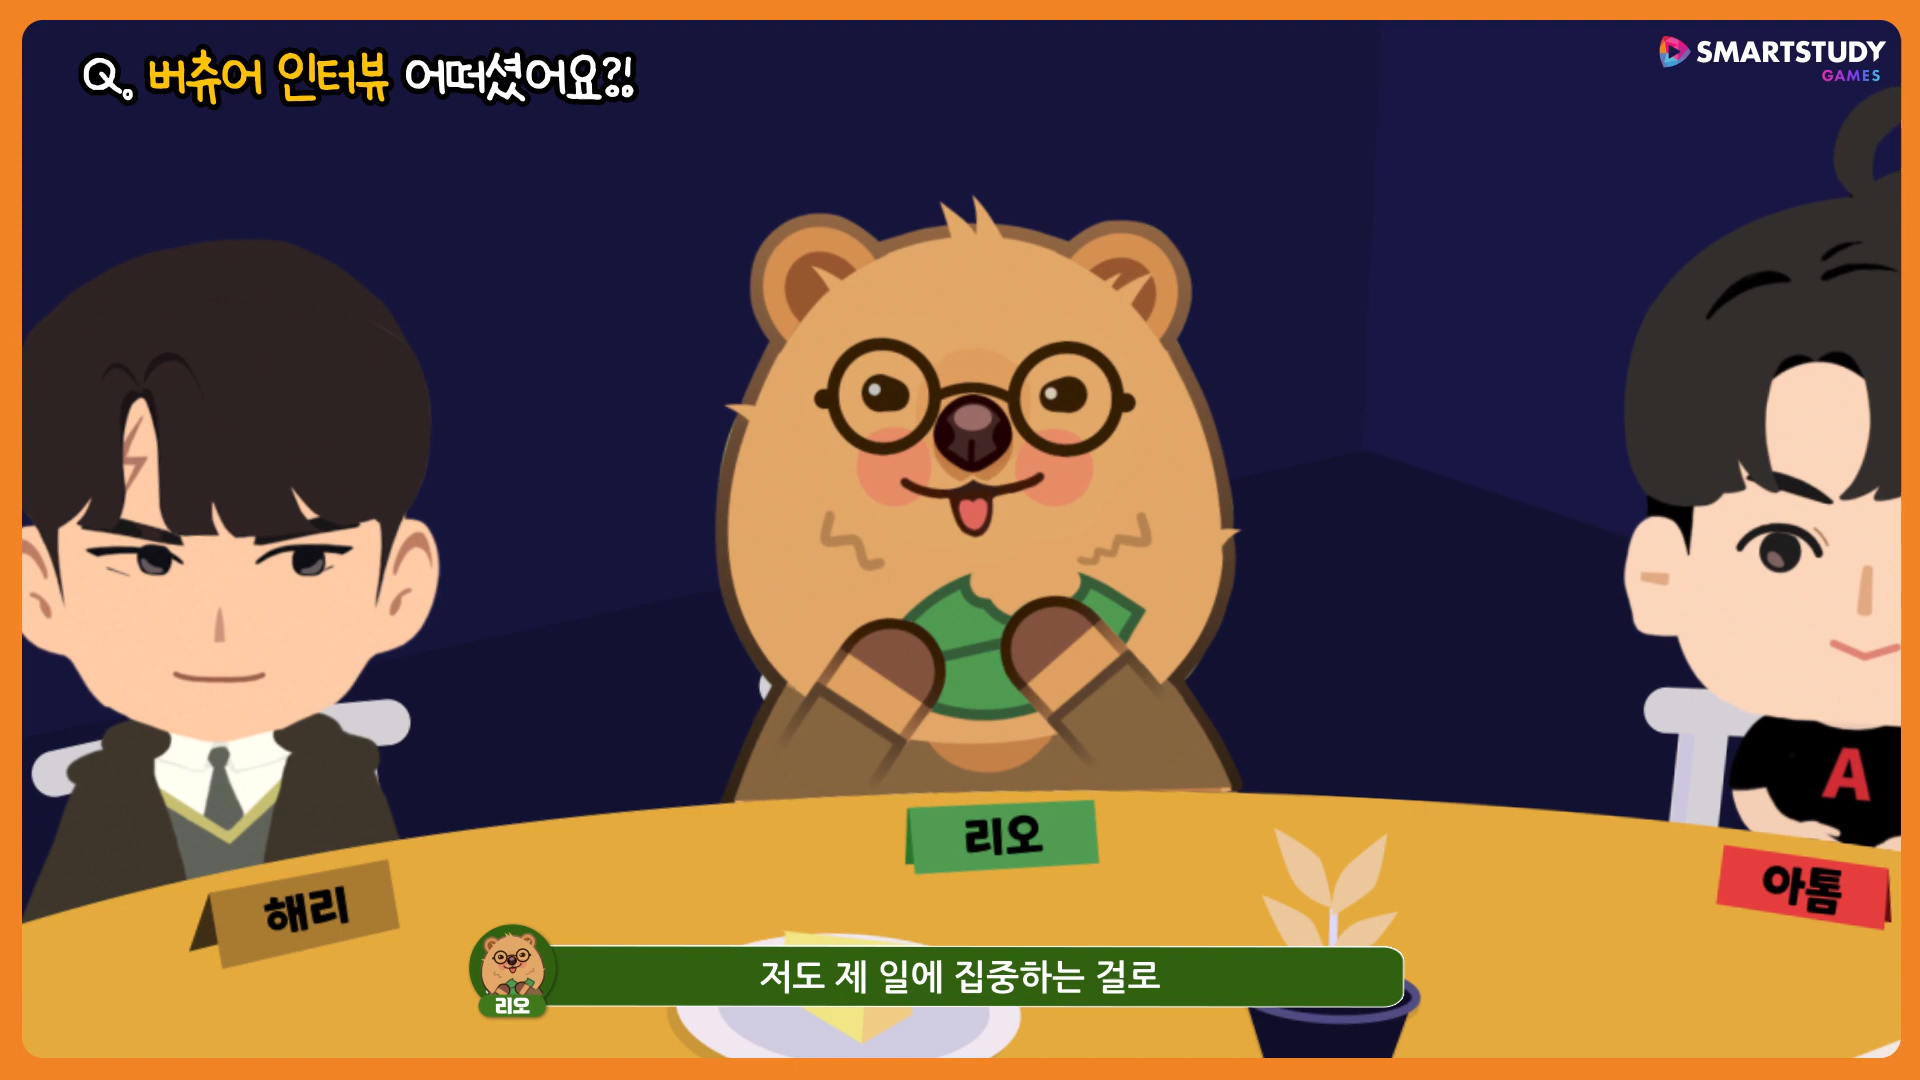 Q. 버츄어 인터뷰 어떠셨어요?!
SMARTSTUDY
GAMES
A
해리
리오
아톰
저도 제 일에 집중하는 걸로
리오